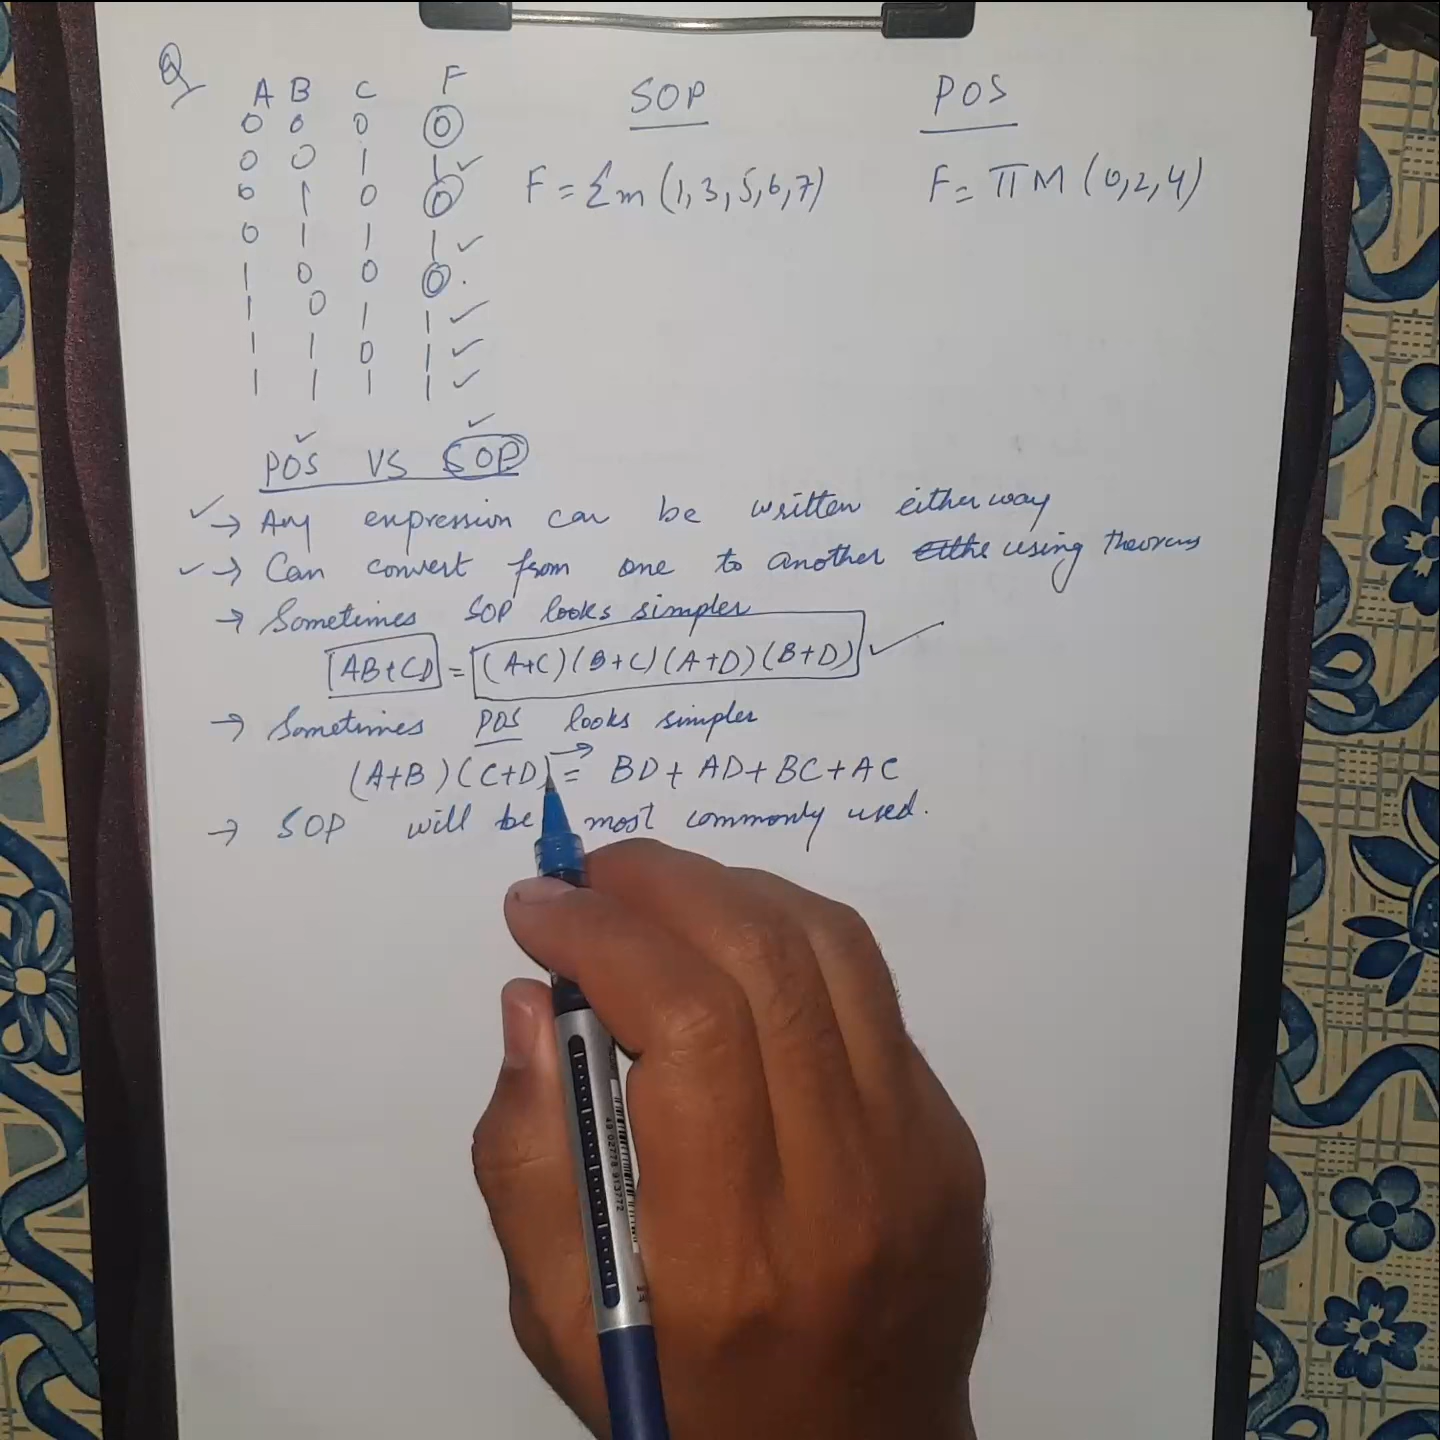 Q
A B C F
0 0 0 0
0 0 1 1 ✓
0 1 0 0
0 1 1 1 ✓
1 0 0 0
1 0 1 1 ✓
1 1 0 1 ✓
1 1 1 1 ✓
SOP
F = Σm (1,3,5,6,7)
POS
F = πM (0,2,4)
POS VS SOP
→ Any expression can be written either way
→ Can convert from one to another using theorems
→ Sometimes SOP looks simpler
AB+CD = (A+C)(B+C)(A+D)(B+D) ✓
→ Sometimes POS looks simpler
(A+B)(C+D) = BD+AD+BC+AC
→ SOP will be most commonly used.